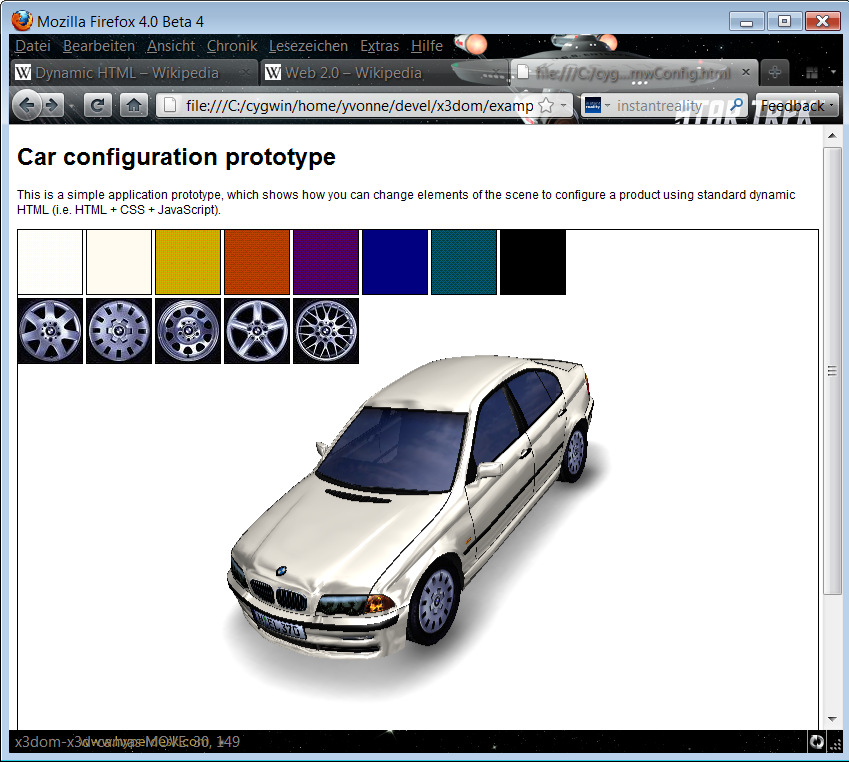 Mozilla Firefox 4.0 Beta 4
Datei Bearbeiten Ansicht Chronik Lesezeichen Extras Hilfe
Dynamic HTML – Wikipedia
Web 2.0 – Wikipedia
file:///C:/cyg...mwConfig.html
file:///C:/cygwin/home/yvonne/devel/x3dom/examp
instantreality
Feedback
STAR TREK
Car configuration prototype
This is a simple application prototype, which shows how you can change elements of the scene to configure a product using standard dynamic
HTML (i.e. HTML + CSS + JavaScript).
x3dom-x3d-canvas MOVE: 30, 149